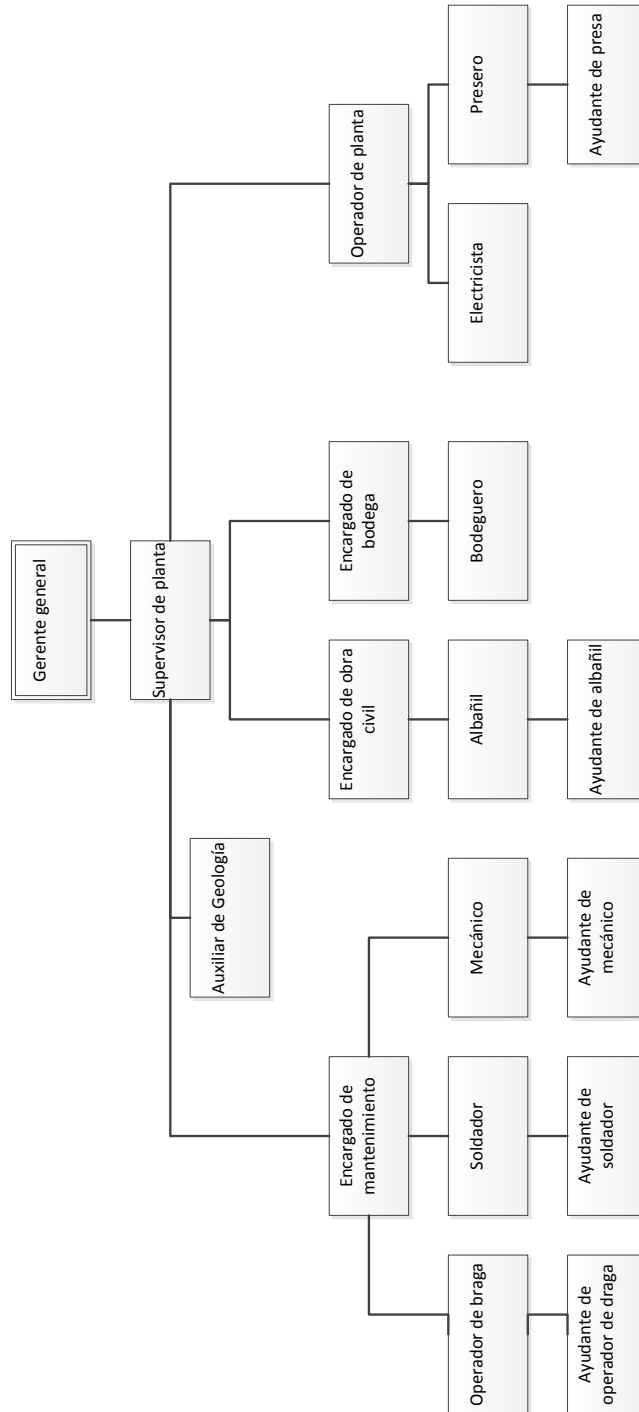 Gerente general
Supervisor de planta
Auxiliar de Geología
Encargado de
mantenimiento
Encargado de obra
civil
Encargado de
bodega
Operador de planta
Operador de braga
Soldador
Mecánico
Albañil
Bodeguero
Electricista
Presero
Ayudante de
operador de draga
Ayudante de
soldador
Ayudante de
mecánico
Ayudante de albañil
Ayudante de presa